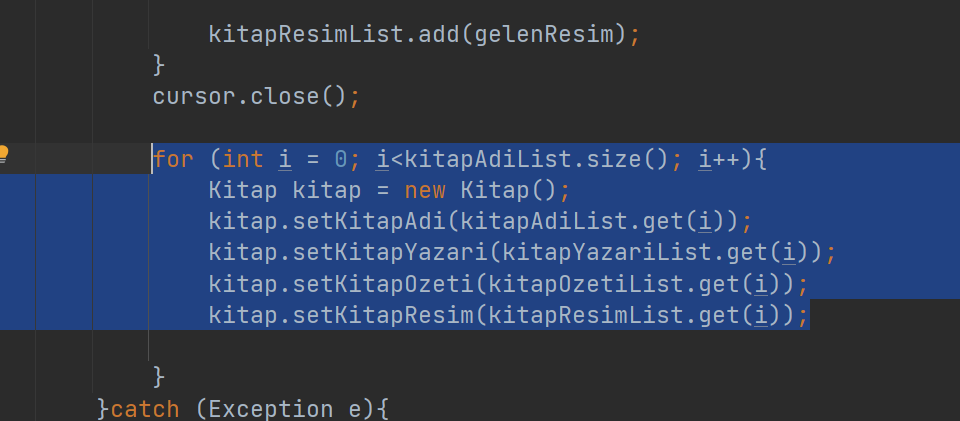 kitapResimList.add(gelenResim);
}
cursor.close();
for (int i = 0; i<kitapAdiList.size(); i++){
Kitap kitap = new Kitap();
kitap.setKitapAdi(kitapAdiList.get(i));
kitap.setKitapYazari(kitapYazariList.get(i));
kitap.setKitapOzeti(kitapOzetiList.get(i));
kitap.setKitapResim(kitapResimList.get(i));
}
}catch (Exception e){